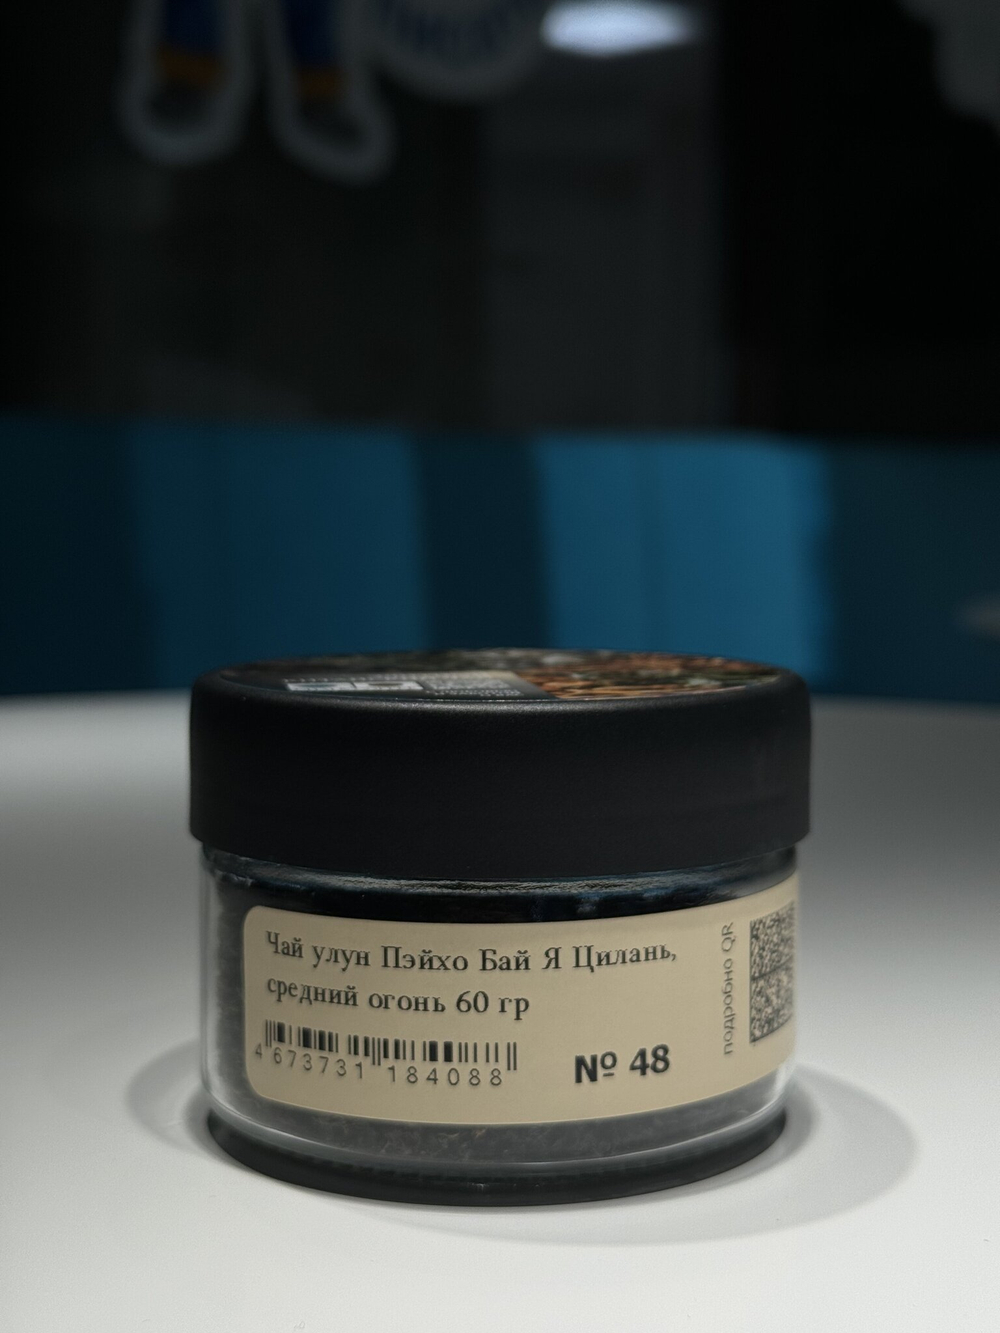 Чай улун Пэйхо Бай Я Цилань,
средний огонь 60 гр
4 673731 184088
№ 48
подробно QR